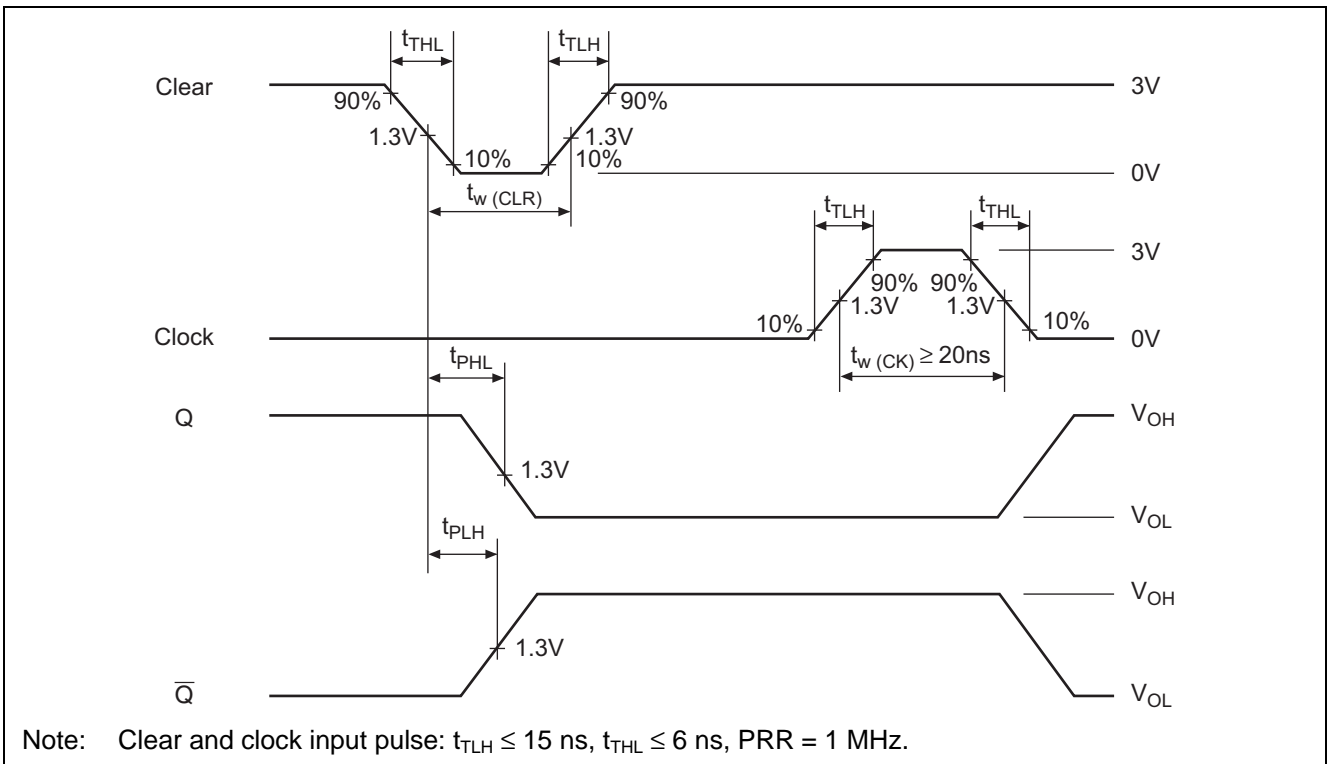 tTHL tTLH
Clear 3V
90% 90%
1.3V 1.3V
10% 10%
0V
tw (CLR)
tTLH tTHL
3V
90% 90%
1.3V 1.3V
10% 10%
Clock 0V
tw (CK) ≥ 20ns
tPHL
Q VOH
1.3V
VOL
tPLH
VOH
1.3V
Q̅ VOL
Note: Clear and clock input pulse: tTLH ≤ 15 ns, tTHL ≤ 6 ns, PRR = 1 MHz.